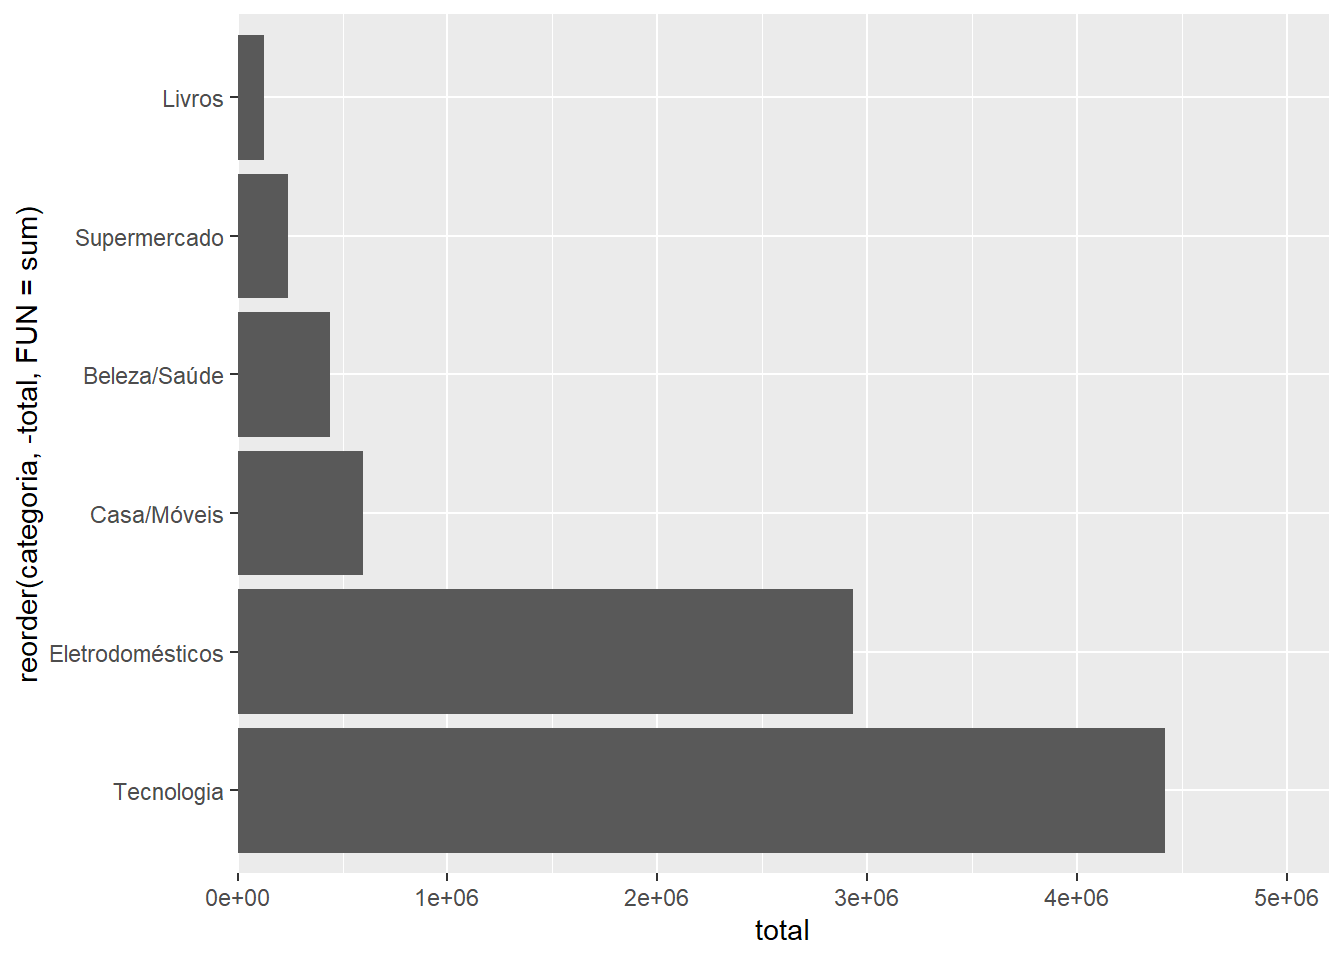 reorder(categoria, -total, FUN = sum)
Livros
Supermercado
Beleza/Saúde
Casa/Móveis
Eletrodomésticos
Tecnologia
0e+00 1e+06 2e+06 3e+06 4e+06 5e+06
total